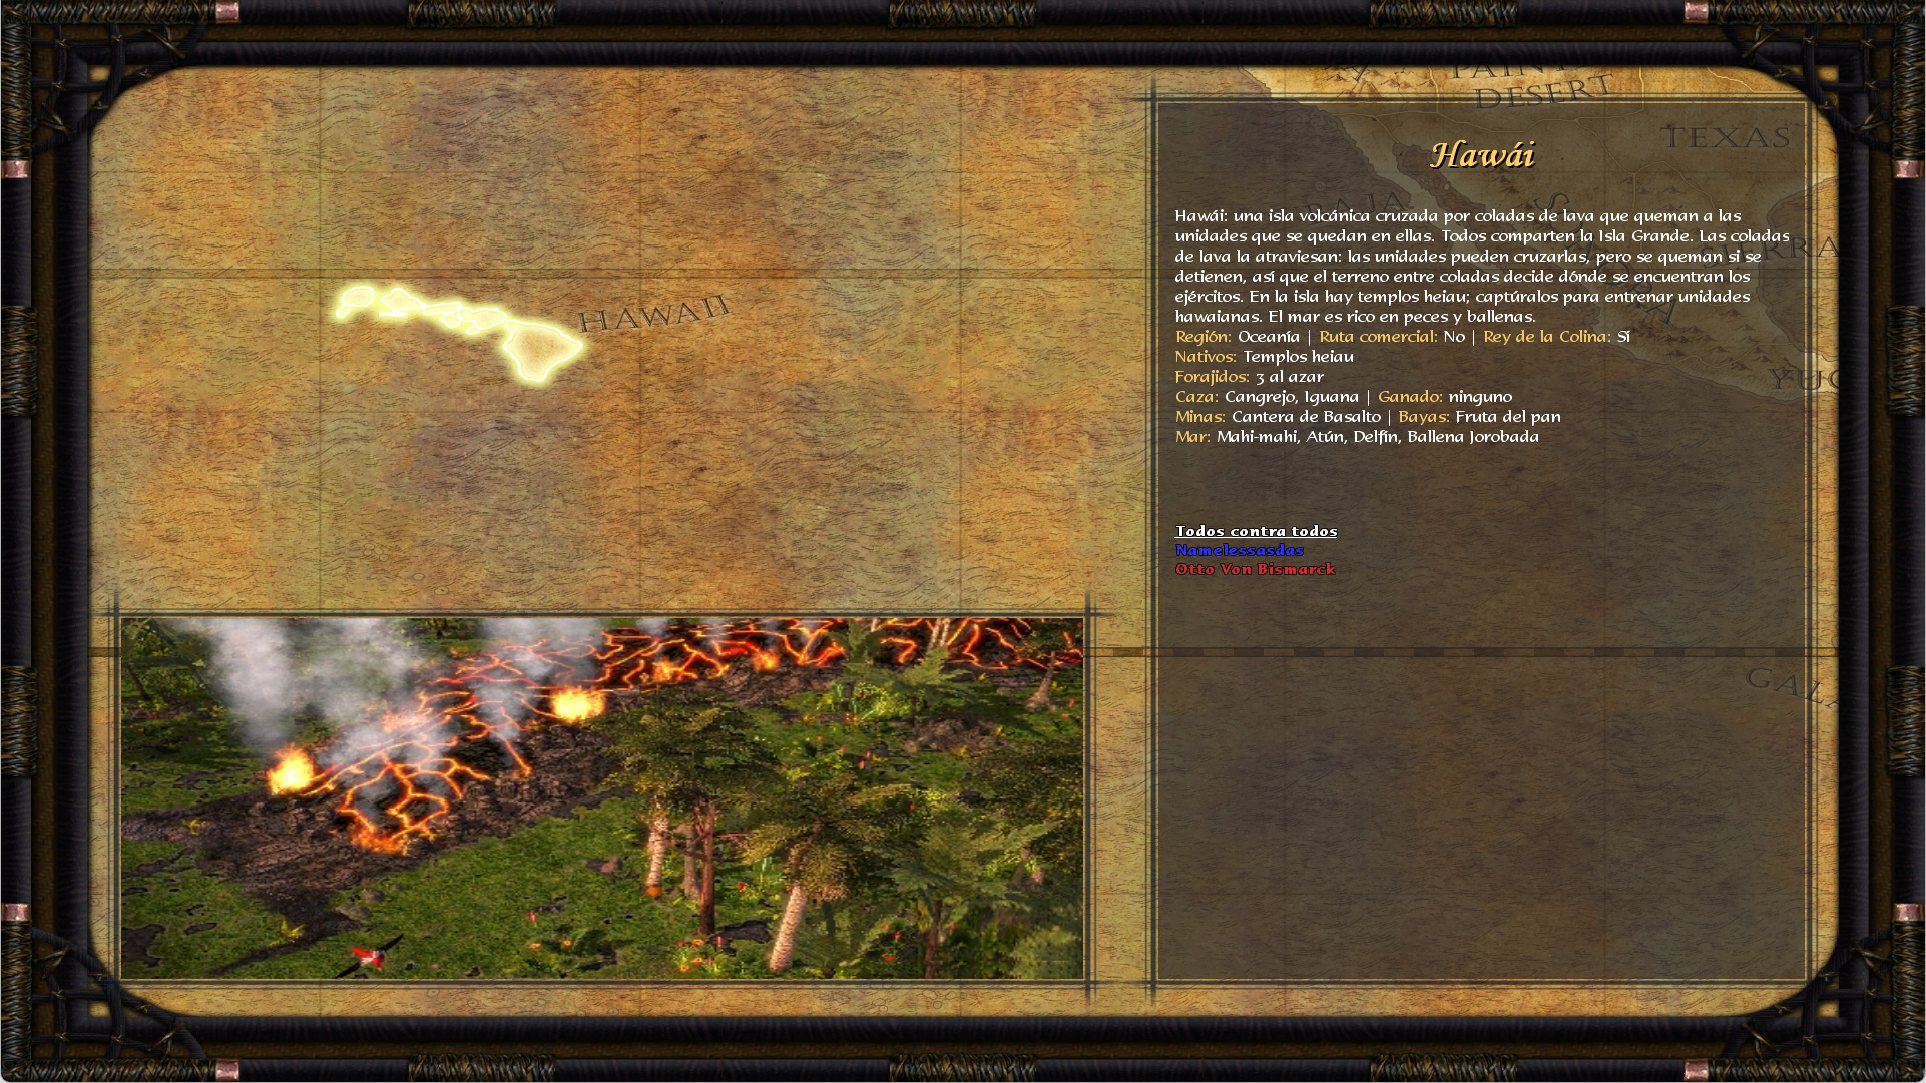 PAINT
DESERT
TEXAS
HAWAII
Hawái
Hawái: una isla volcánica cruzada por coladas de lava que queman a las
unidades que se quedan en ellas. Todos comparten la Isla Grande. Las coladas
de lava la atraviesan: las unidades pueden cruzarlas, pero se queman si se
detienen, así que el terreno entre coladas decide dónde se encuentran los
ejércitos. En la isla hay templos heiau; captúralos para entrenar unidades
hawaianas. El mar es rico en peces y ballenas.
Región: Oceanía | Ruta comercial: No | Rey de la Colina: Sí
Nativos: Templos heiau
Forajidos: 3 al azar
Caza: Cangrejo, Iguana | Ganado: ninguno
Minas: Cantera de Basalto | Bayas: Fruta del pan
Mar: Mahi-mahi, Atún, Delfín, Ballena Jorobada
YUC
Todos contra todos
Namelessasdas
Otto Von Bismarck
GALA